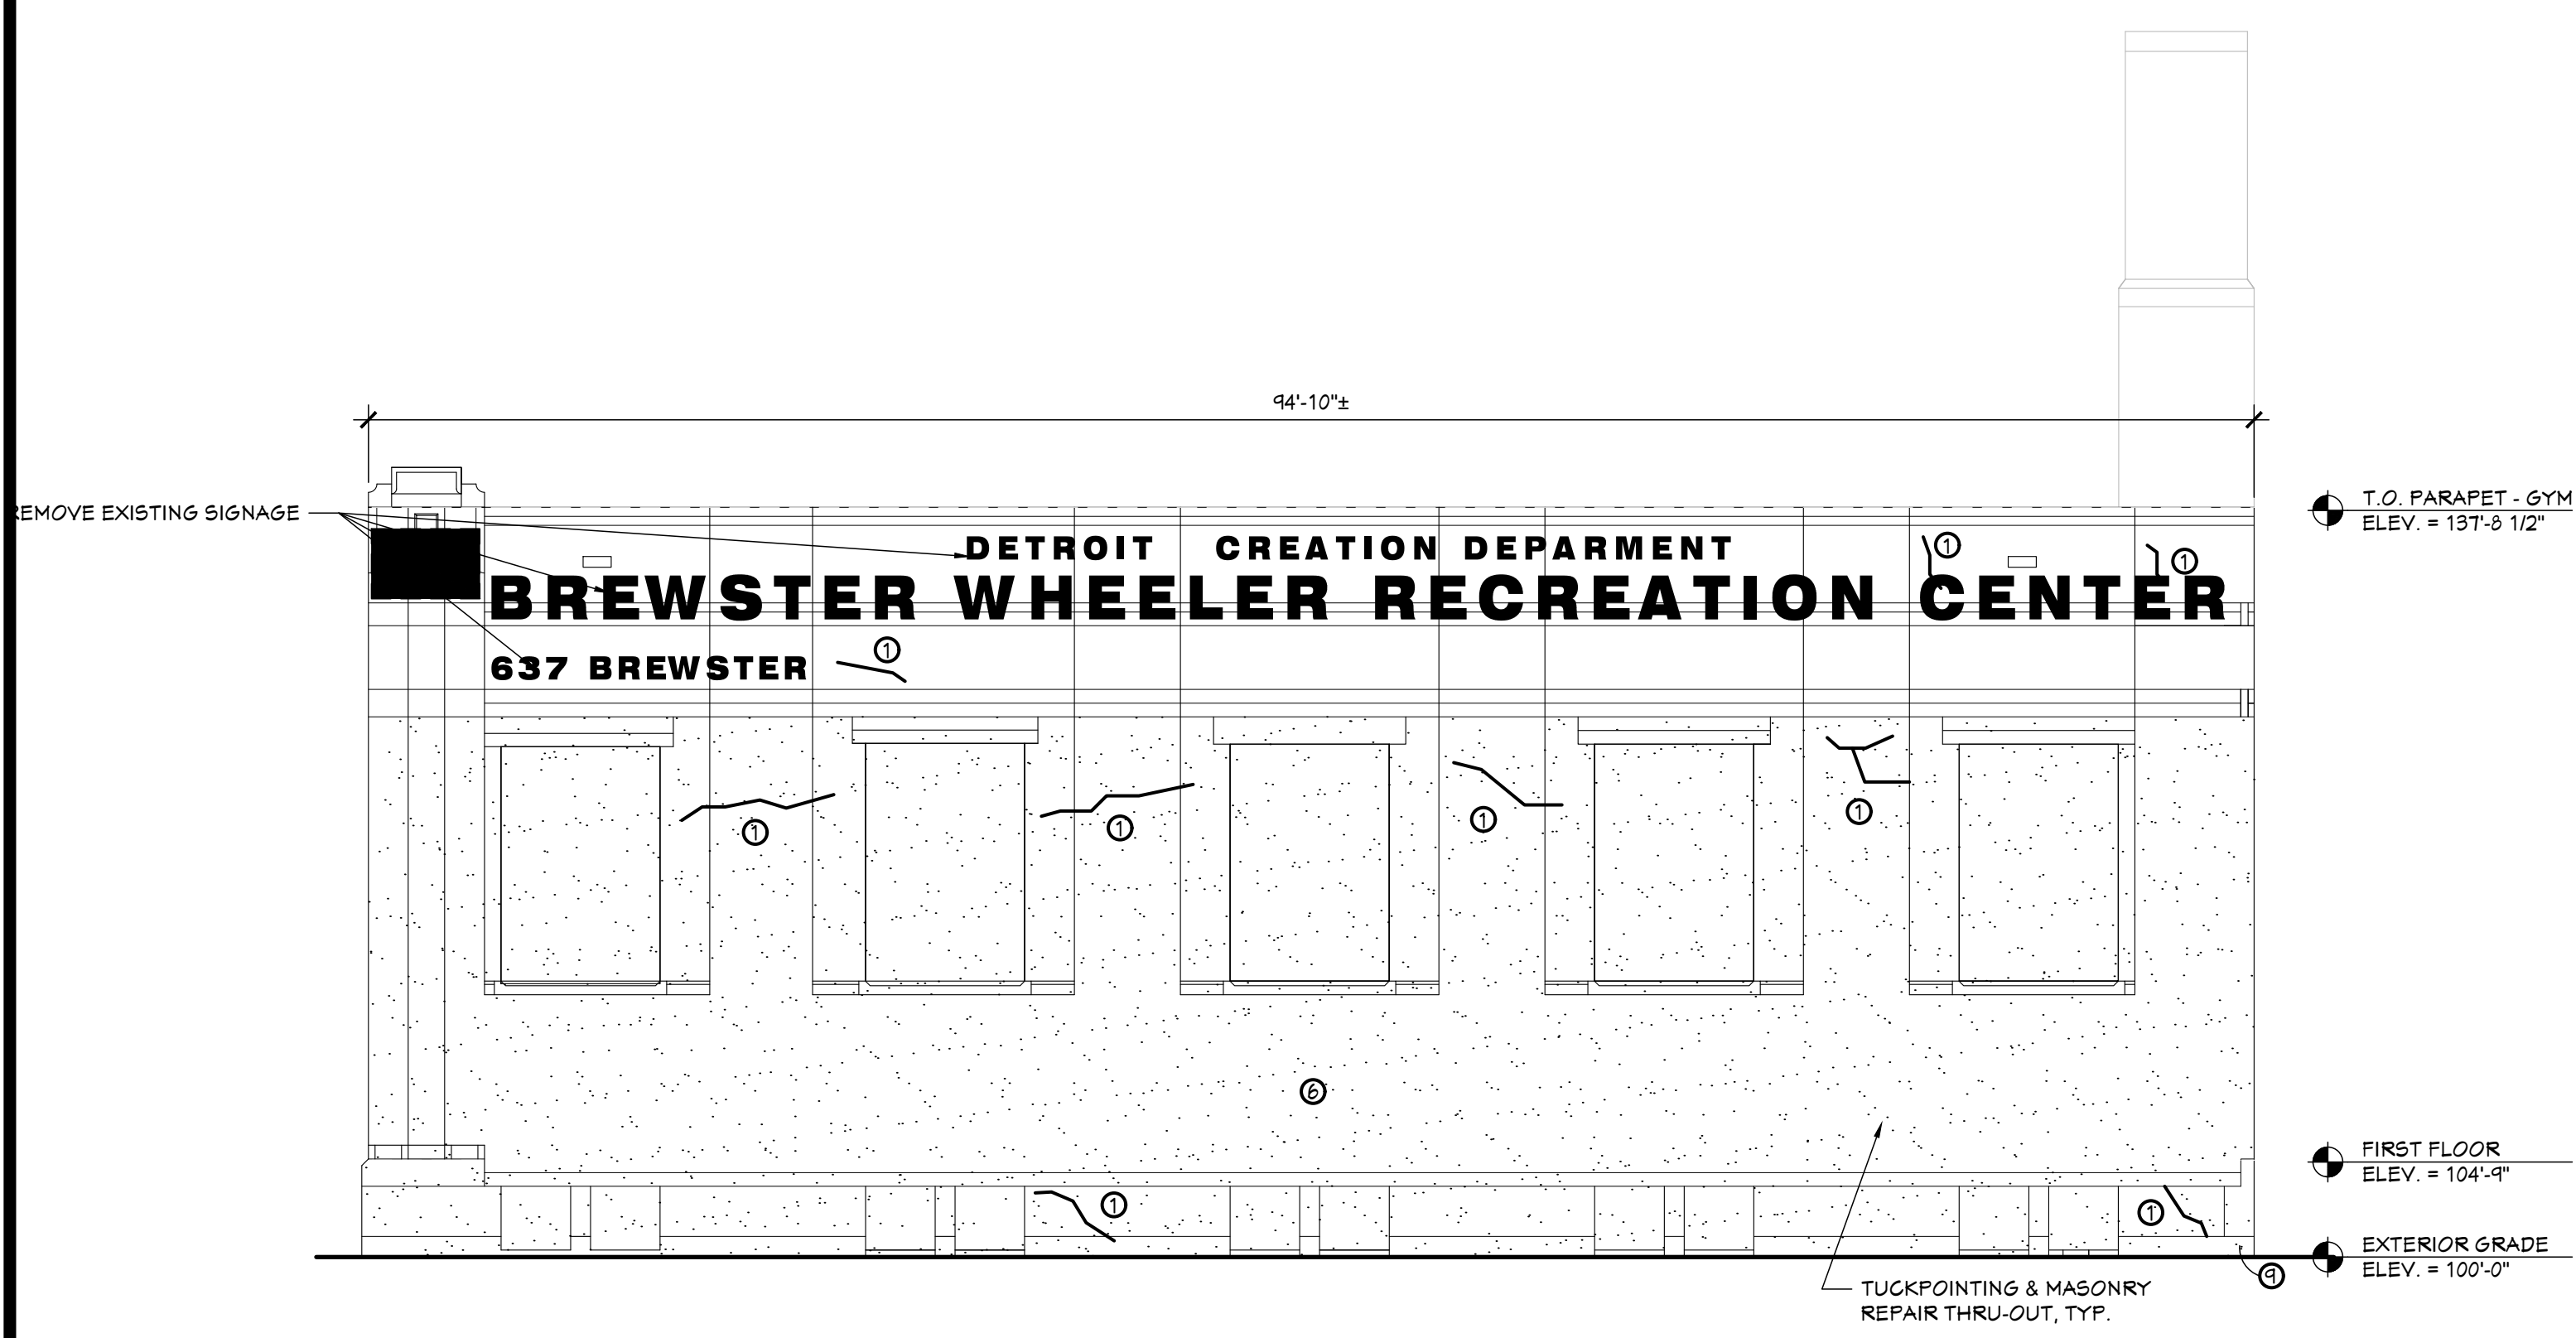 94'-10"±
REMOVE EXISTING SIGNAGE
T.O. PARAPET - GYM
ELEV. = 137'-8 1/2"
DETROIT CREATION DEPARMENT
1
1
BREWSTER WHEELER RECREATION CENTER
637 BREWSTER
1
1
1
1
1
6
FIRST FLOOR
ELEV. = 104'-9"
1
1
EXTERIOR GRADE
ELEV. = 100'-0"
9
TUCKPOINTING & MASONRY
REPAIR THRU-OUT, TYP.